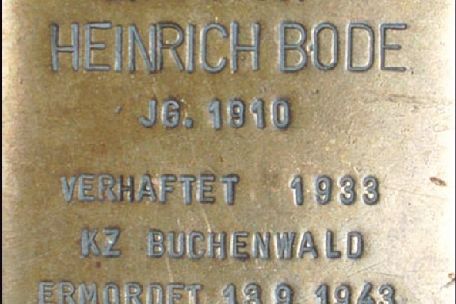 HEINRICH BODE
JG. 1910
VERHAFTET 1933
KZ BUCHENWALD
ERMORDET 13.9.1943